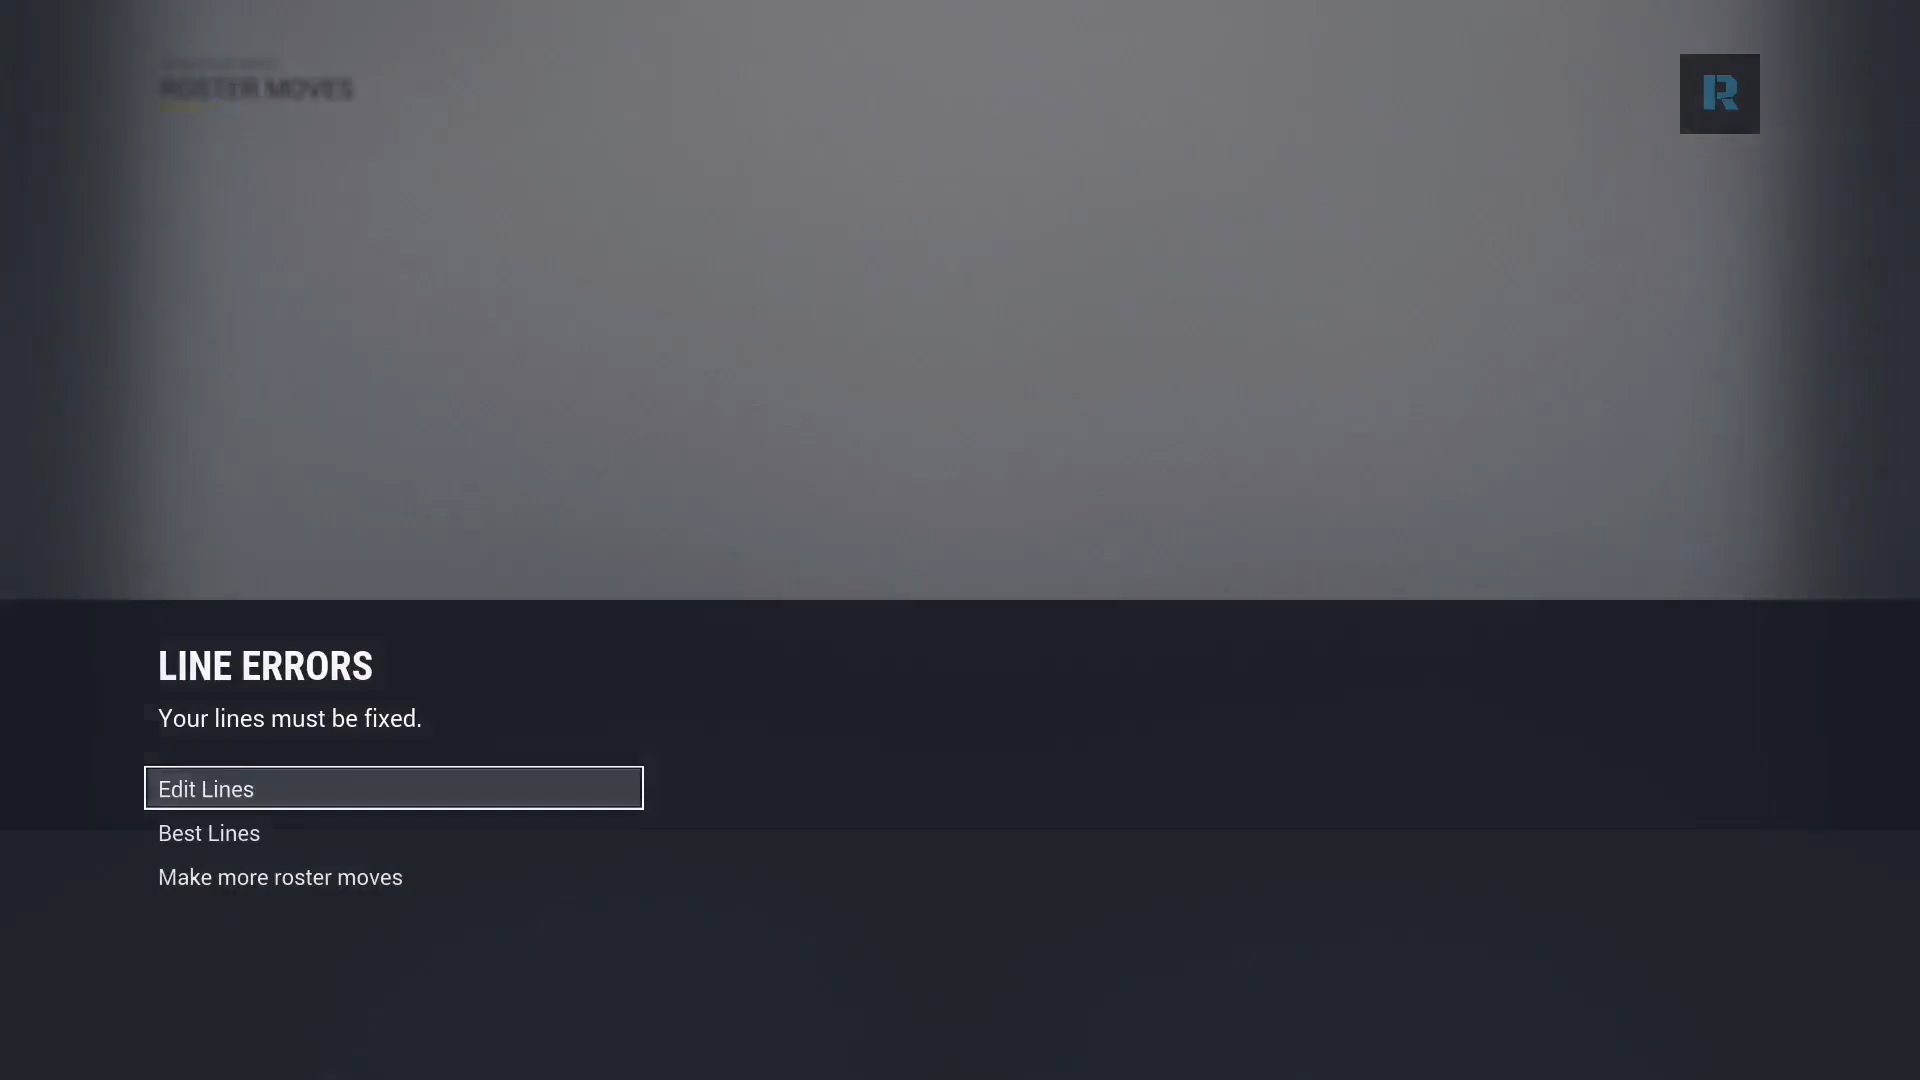 ROSTER MOVES
R
LINE ERRORS
Your lines must be fixed.
Edit Lines
Best Lines
Make more roster moves